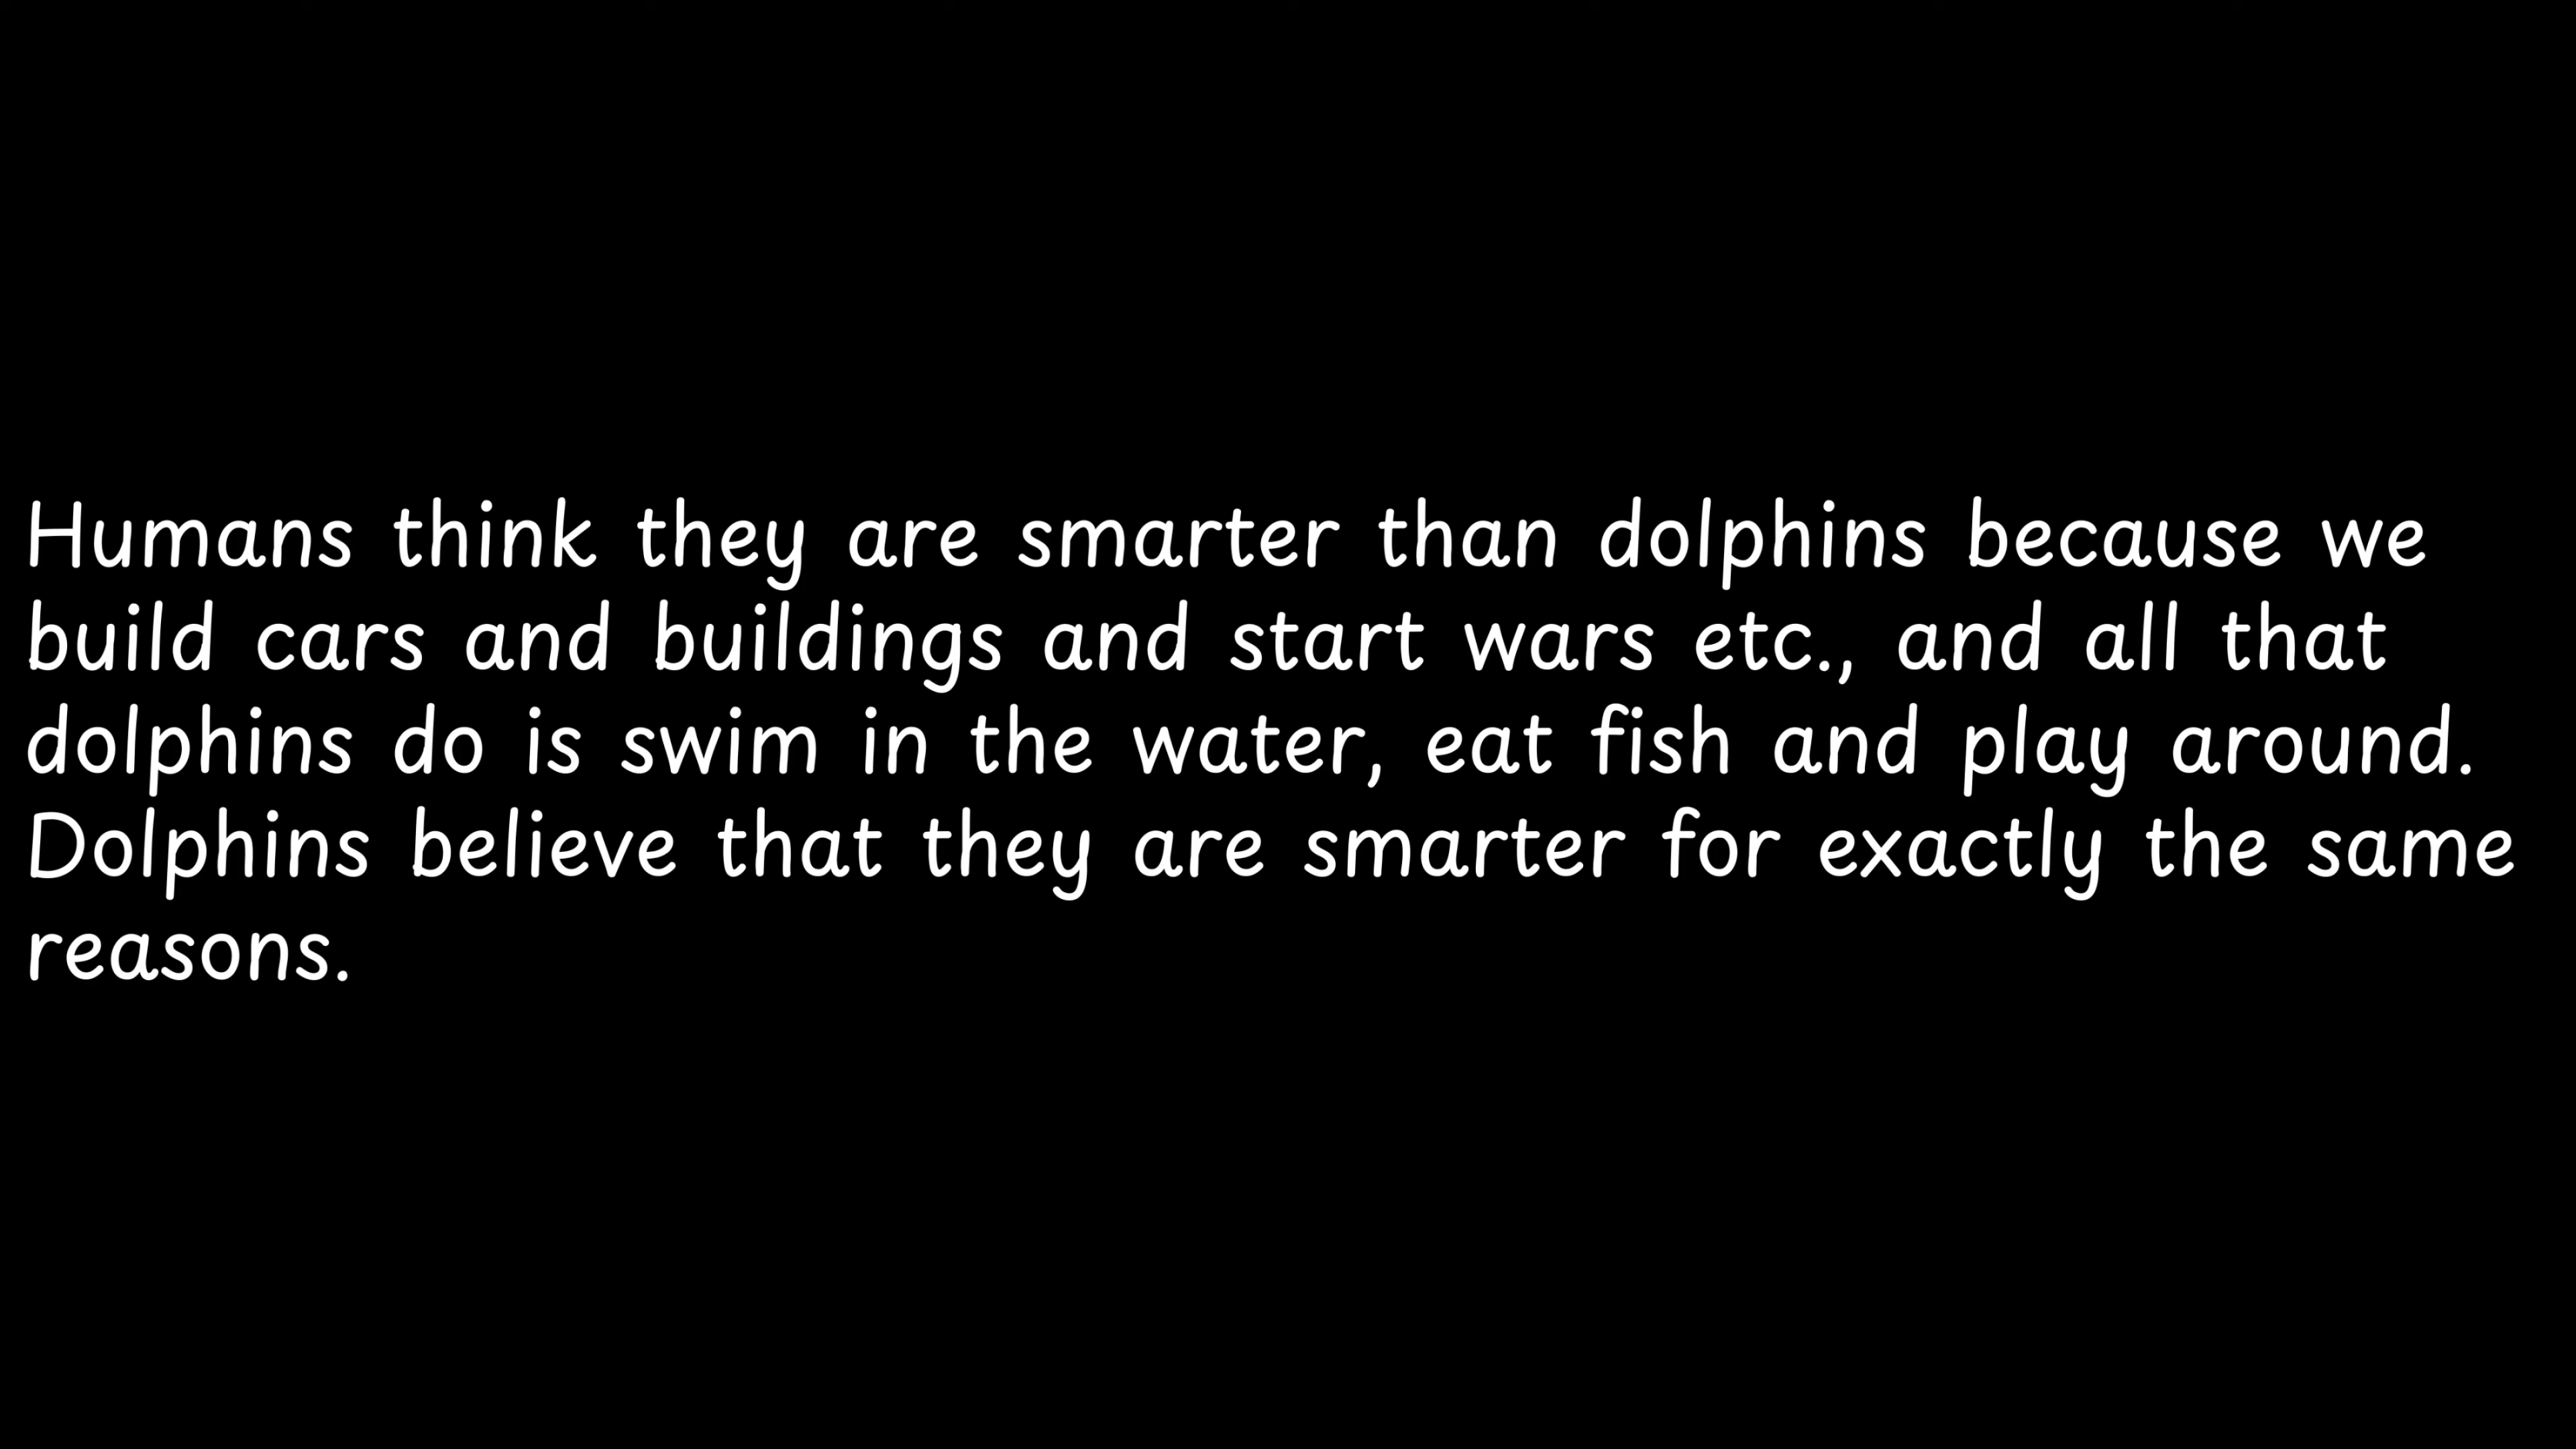 Humans think they are smarter than dolphins because we
build cars and buildings and start wars etc., and all that
dolphins do is swim in the water, eat fish and play around.
Dolphins believe that they are smarter for exactly the same
reasons.